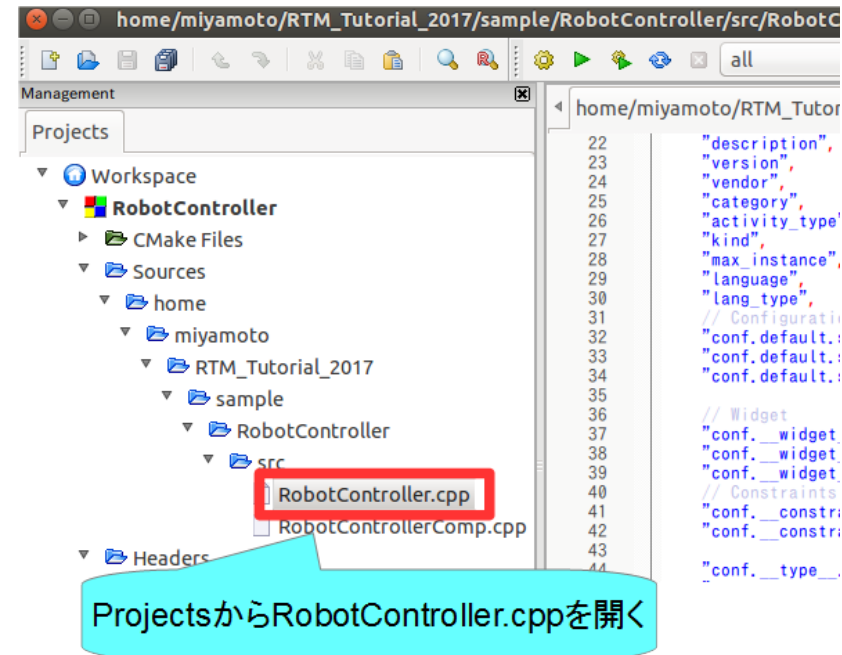 home/miyamoto/RTM_Tutorial_2017/sample/RobotController/src/RobotC
all
Management
Projects
Workspace
RobotController
CMake Files
Sources
home
miyamoto
RTM_Tutorial_2017
sample
RobotController
src
RobotController.cpp
RobotControllerComp.cpp
Headers
ProjectsからRobotController.cppを開く
home/miyamoto/RTM_Tutor
22 "description",
23 "version",
24 "vendor",
25 "category",
26 "activity_type"
27 "kind",
28 "max_instance",
29 "language",
30 "lang_type",
31 // Configuratio
32 "conf.default.s
33 "conf.default.s
34 "conf.default.s
35
36 // Widget
37 "conf.__widget_
38 "conf.__widget_
39 "conf.__widget_
40 // Constraints
41 "conf.__constra
42 "conf.__constra
43
44 "conf.__type__.